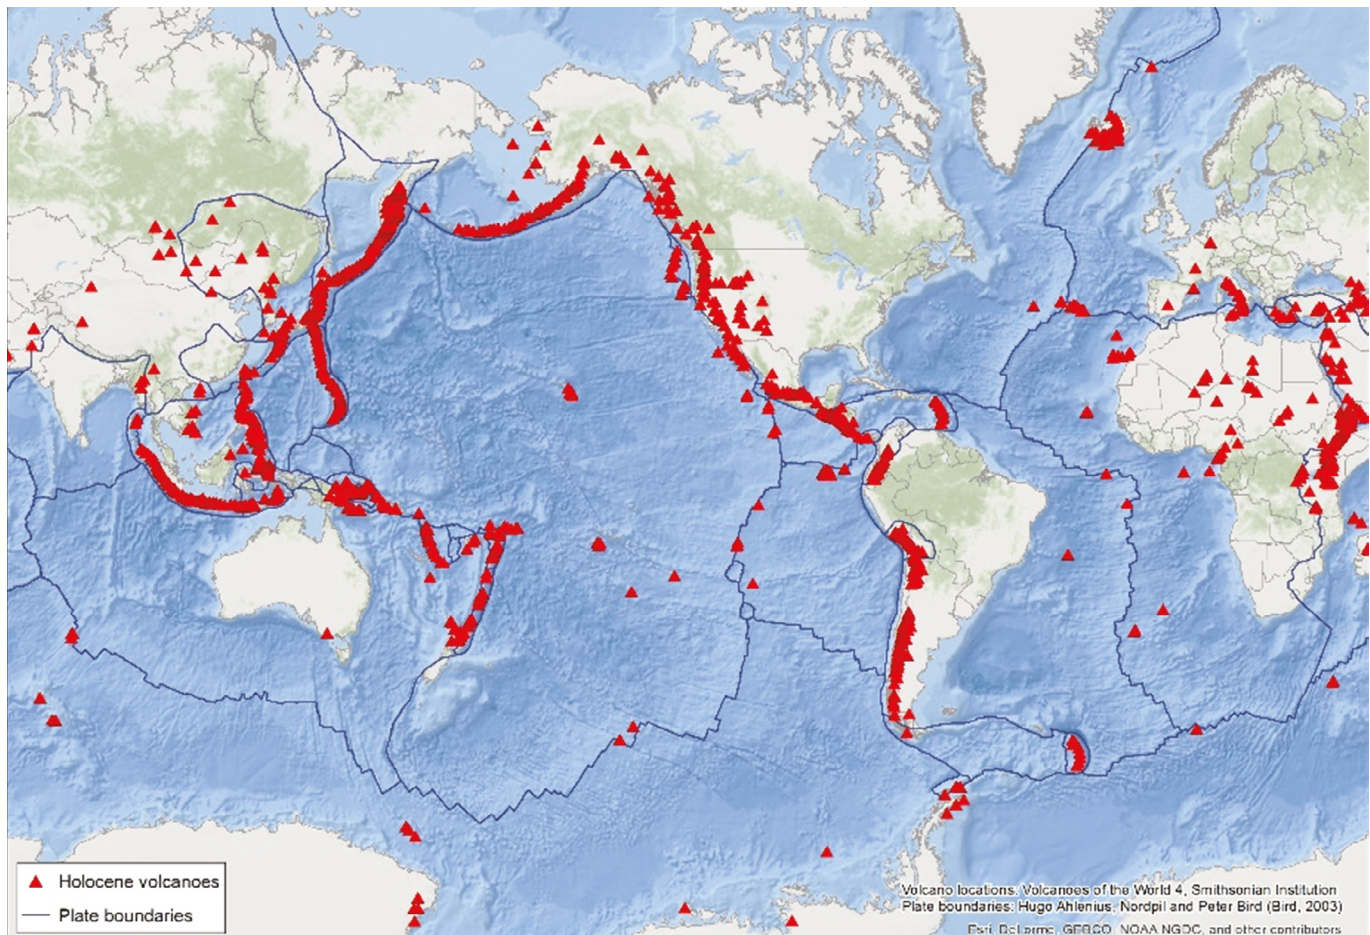 Holocene volcanoes
Plate boundaries
Volcano locations: Volcanoes of the World 4, Smithsonian Institution
Plate boundaries: Hugo Ahlenius, Nordpil and Peter Bird (Bird, 2003)
Esri, DeLorme, GEBCO, NOAA NGDC, and other contributors